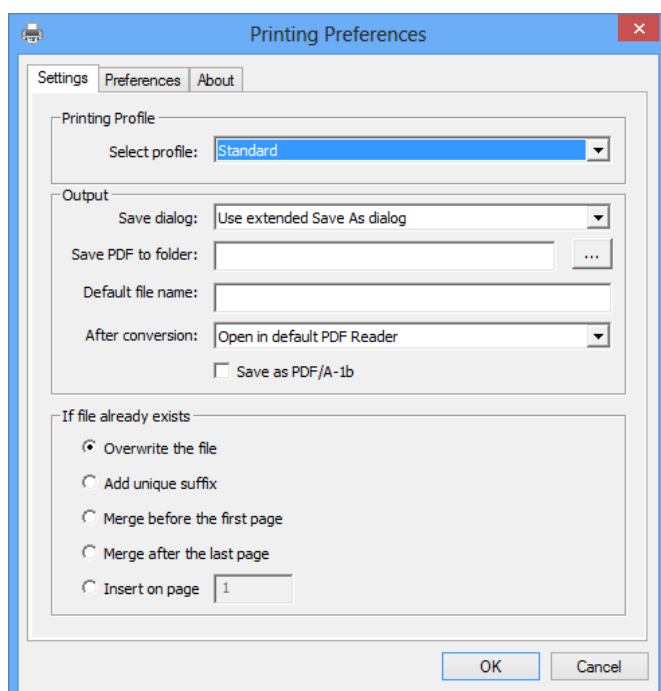 Printing Preferences
Settings Preferences About
Printing Profile
Select profile: Standard
Output
Save dialog: Use extended Save As dialog
Save PDF to folder: ...
Default file name:
After conversion: Open in default PDF Reader
Save as PDF/A-1b
If file already exists
Overwrite the file
Add unique suffix
Merge before the first page
Merge after the last page
Insert on page 1
OK Cancel